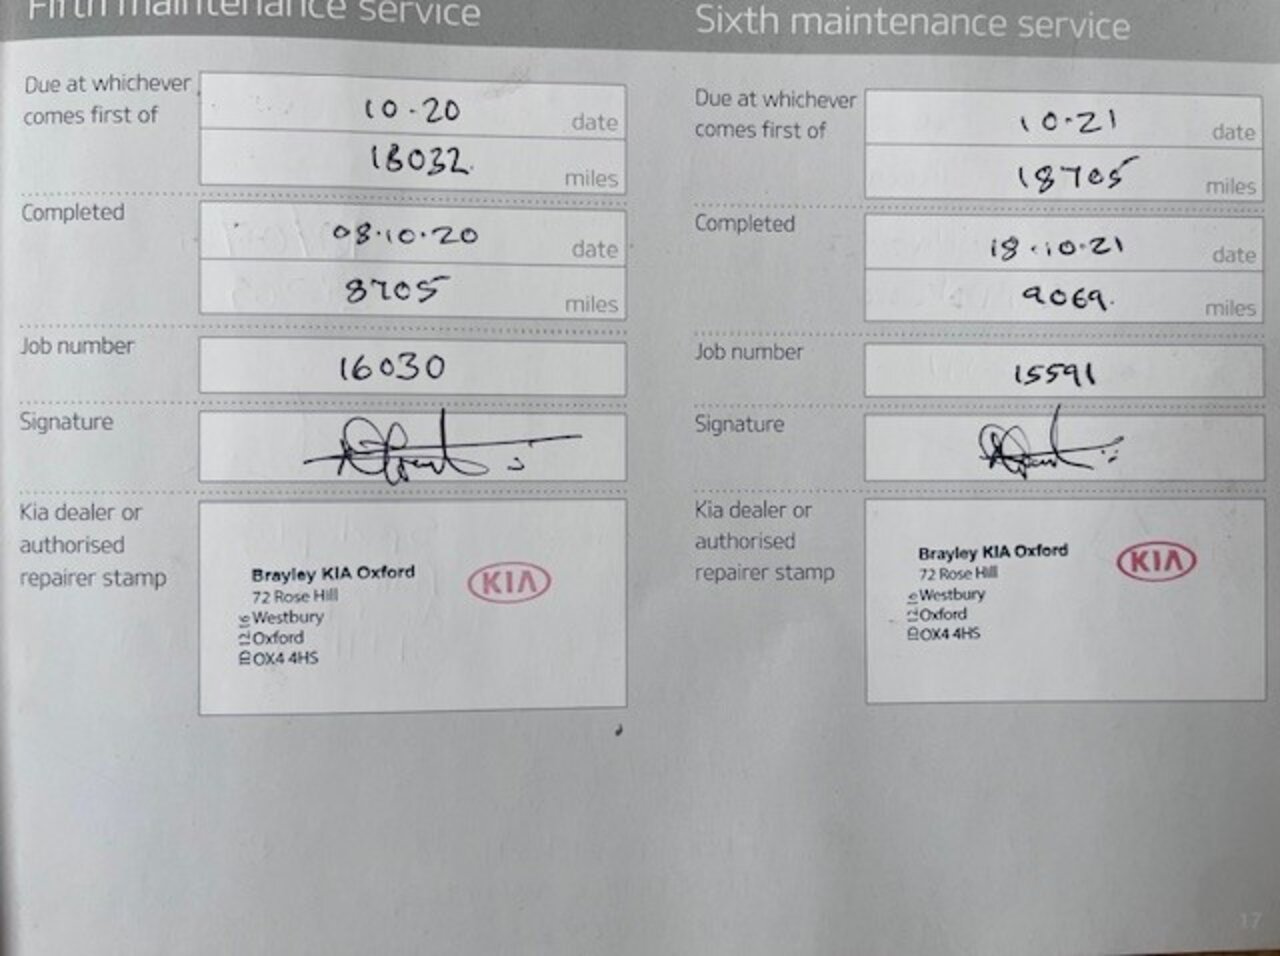 Fifth maintenance service
Due at whichever
comes first of
10-20 date
18032. miles
Completed
08.10.20 date
8705 miles
Job number
16030
Signature
Kia dealer or
authorised
repairer stamp
Brayley KIA Oxford
72 Rose Hill
Westbury
Oxford
OX4 4HS
KIA
Sixth maintenance service
Due at whichever
comes first of
10.21 date
18705 miles
Completed
18.10.21 date
9069. miles
Job number
15591
Signature
Kia dealer or
authorised
repairer stamp
Brayley KIA Oxford
72 Rose Hill
Westbury
Oxford
OX4 4HS
KIA
17